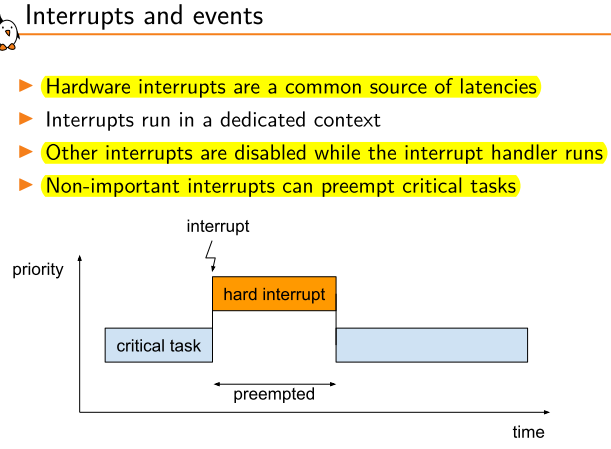 Interrupts and events
Hardware interrupts are a common source of latencies
Interrupts run in a dedicated context
Other interrupts are disabled while the interrupt handler runs
Non-important interrupts can preempt critical tasks
interrupt
priority
hard interrupt
critical task
preempted
time